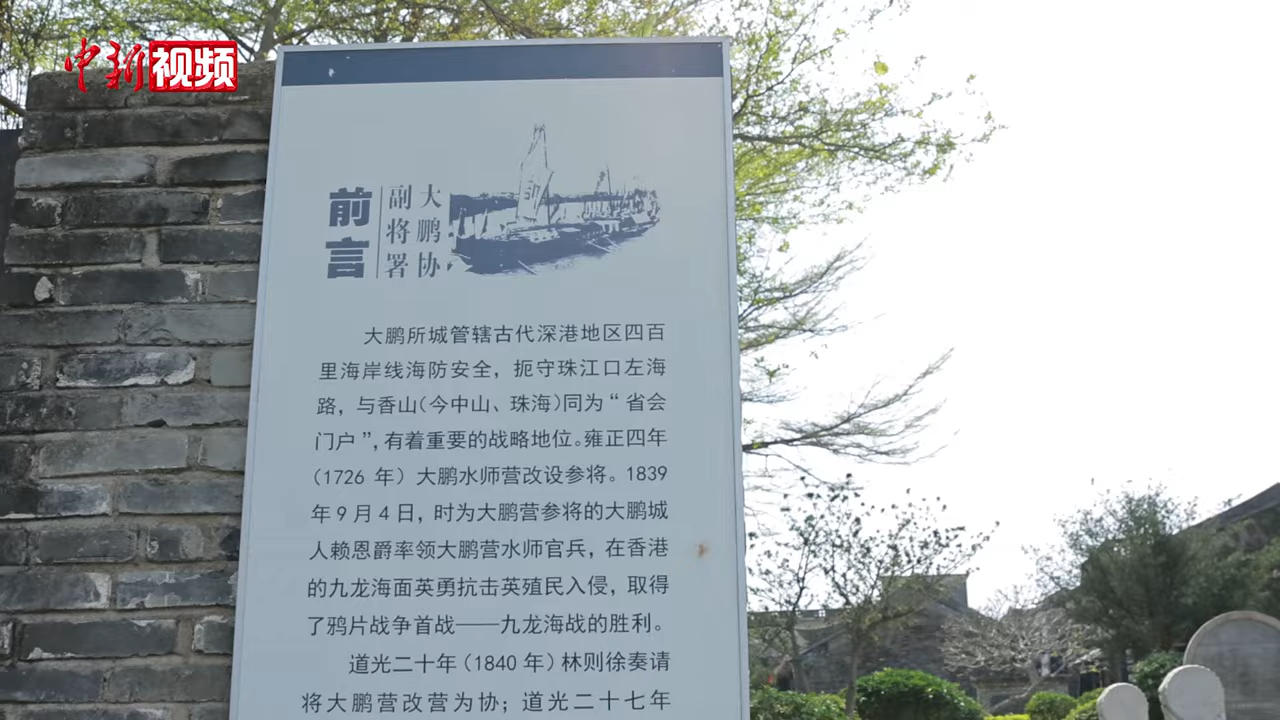 中新视频
前言
大鹏协
副将署
大鹏所城管辖古代深港地区四百
里海岸线海防安全，扼守珠江口左海
路，与香山（今中山、珠海）同为“省会
门户”，有着重要的战略地位。雍正四年
（1726 年）大鹏水师营改设参将。1839
年 9 月 4 日，时为大鹏营参将的大鹏城
人赖恩爵率领大鹏营水师官兵，在香港
的九龙海面英勇抗击英殖民入侵，取得
了鸦片战争首战——九龙海战的胜利。
道光二十年（1840 年）林则徐奏请
将大鹏营改营为协；道光二十七年